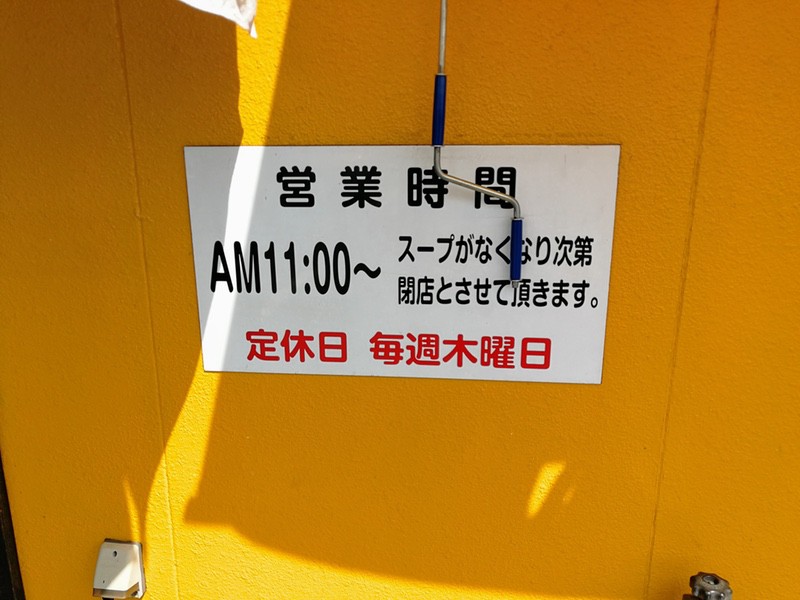 営業時間
AM11:00〜
スープがなくなり次第
閉店とさせて頂きます。
定休日 毎週木曜日